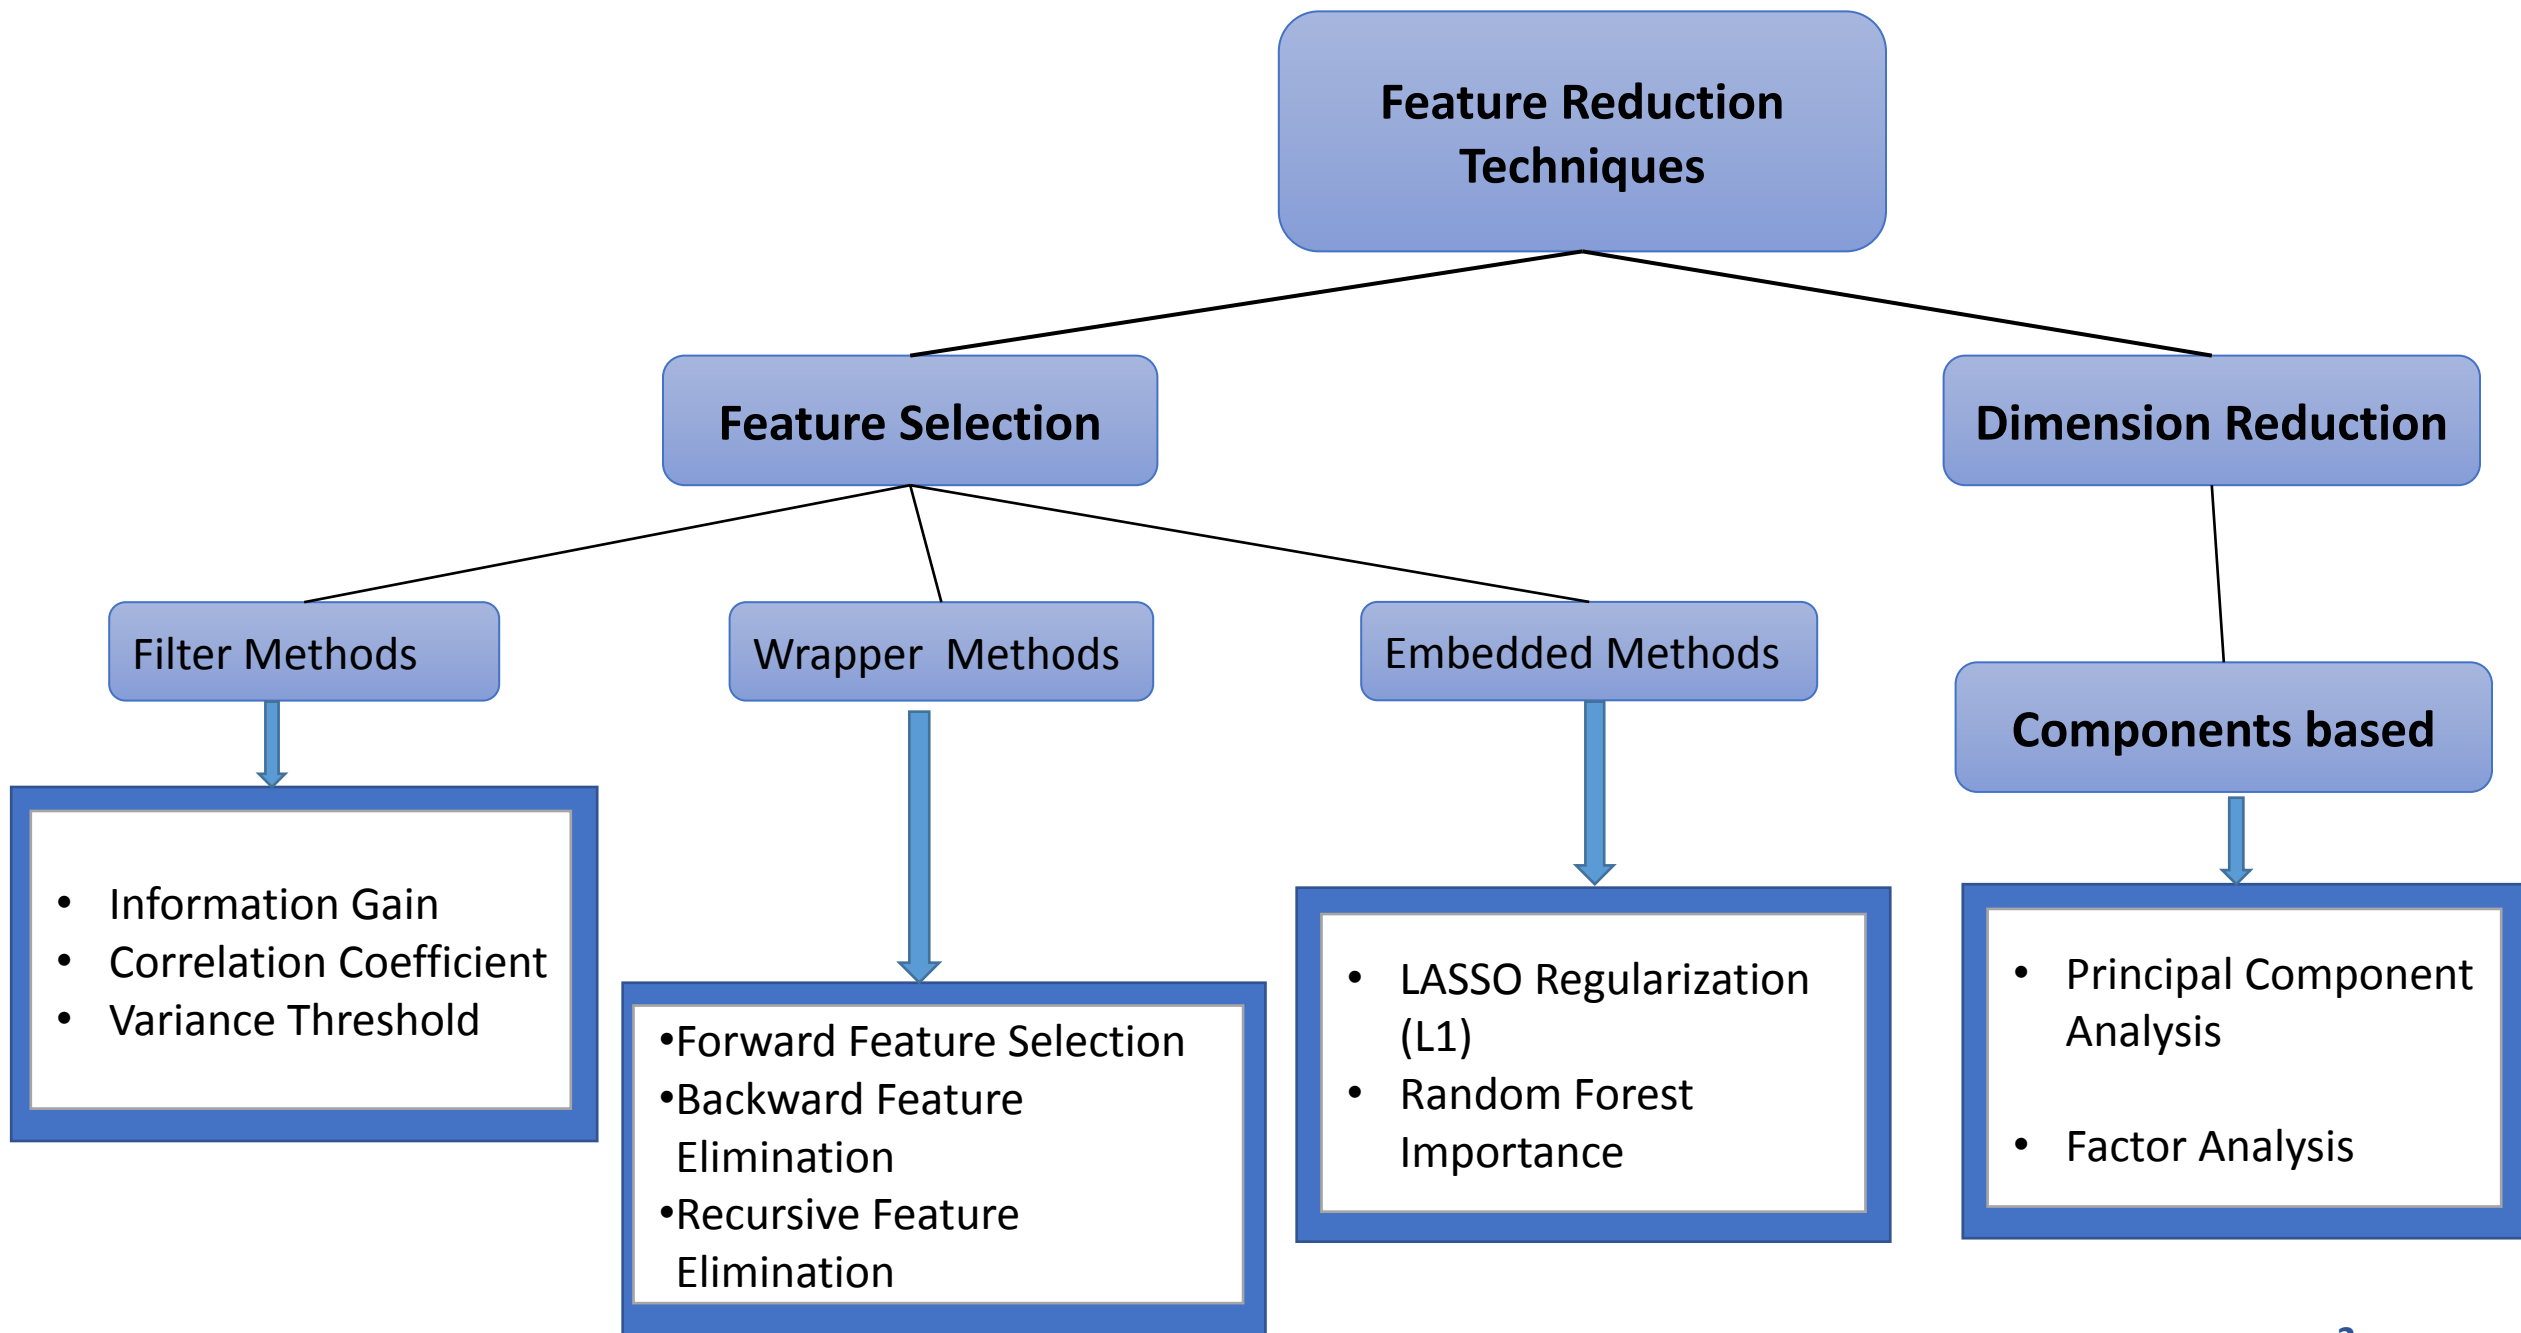 Feature Reduction
Techniques
Feature Selection
Dimension Reduction
Filter Methods
Wrapper  Methods
Embedded Methods
Components based
• Information Gain
• Correlation Coefficient
• Variance Threshold
•Forward Feature Selection
•Backward Feature
Elimination
•Recursive Feature
Elimination
• LASSO Regularization
(L1)
• Random Forest
Importance
• Principal Component
Analysis
• Factor Analysis